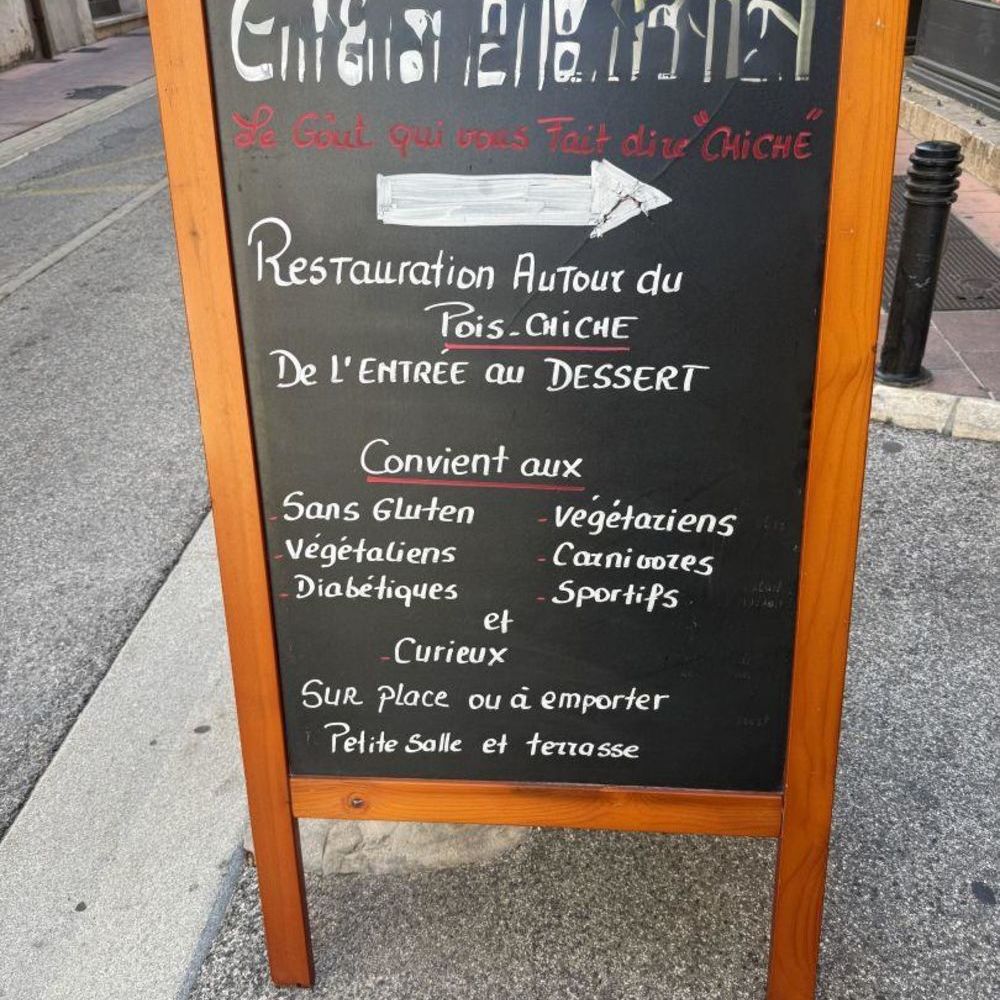 Le Goût qui vous Fait dire "CHICHE"
Restauration Autour du
Pois-CHICHE
De L'ENTRÉE au DESSERT
Convient aux
- Sans Gluten - Végétariens
- Végétaliens - Carnivores
- Diabétiques - Sportifs
et
- Curieux
SUR place ou à emporter
Petite Salle et terrasse